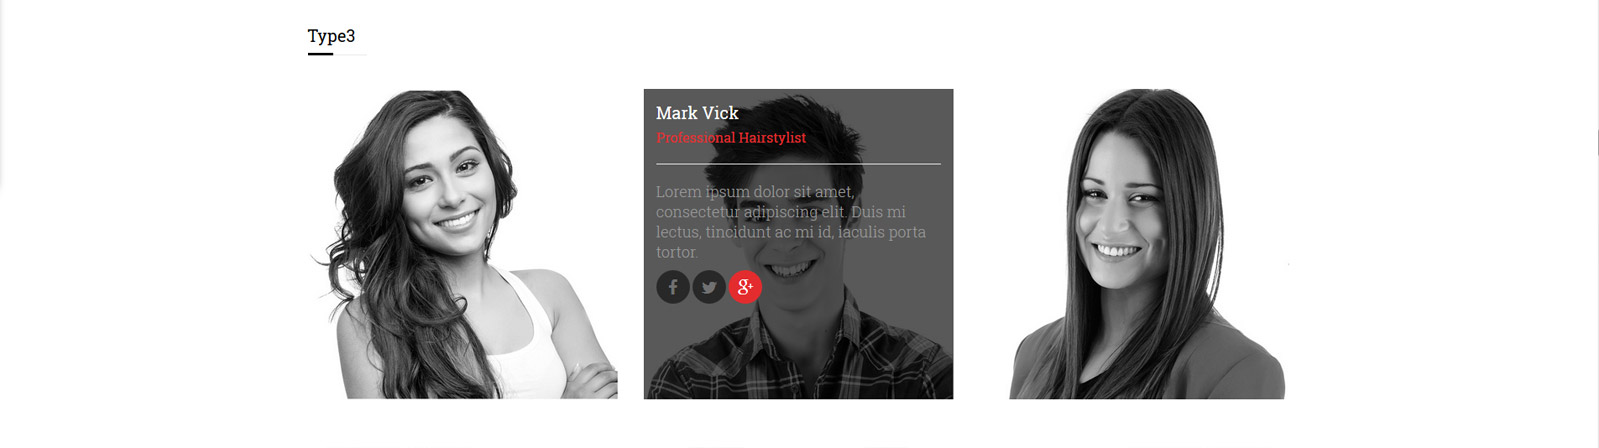 Type3
Mark Vick
Professional Hairstylist
Lorem ipsum dolor sit amet,
consectetur adipiscing elit. Duis mi
lectus, tincidunt ac mi id, iaculis porta
tortor.